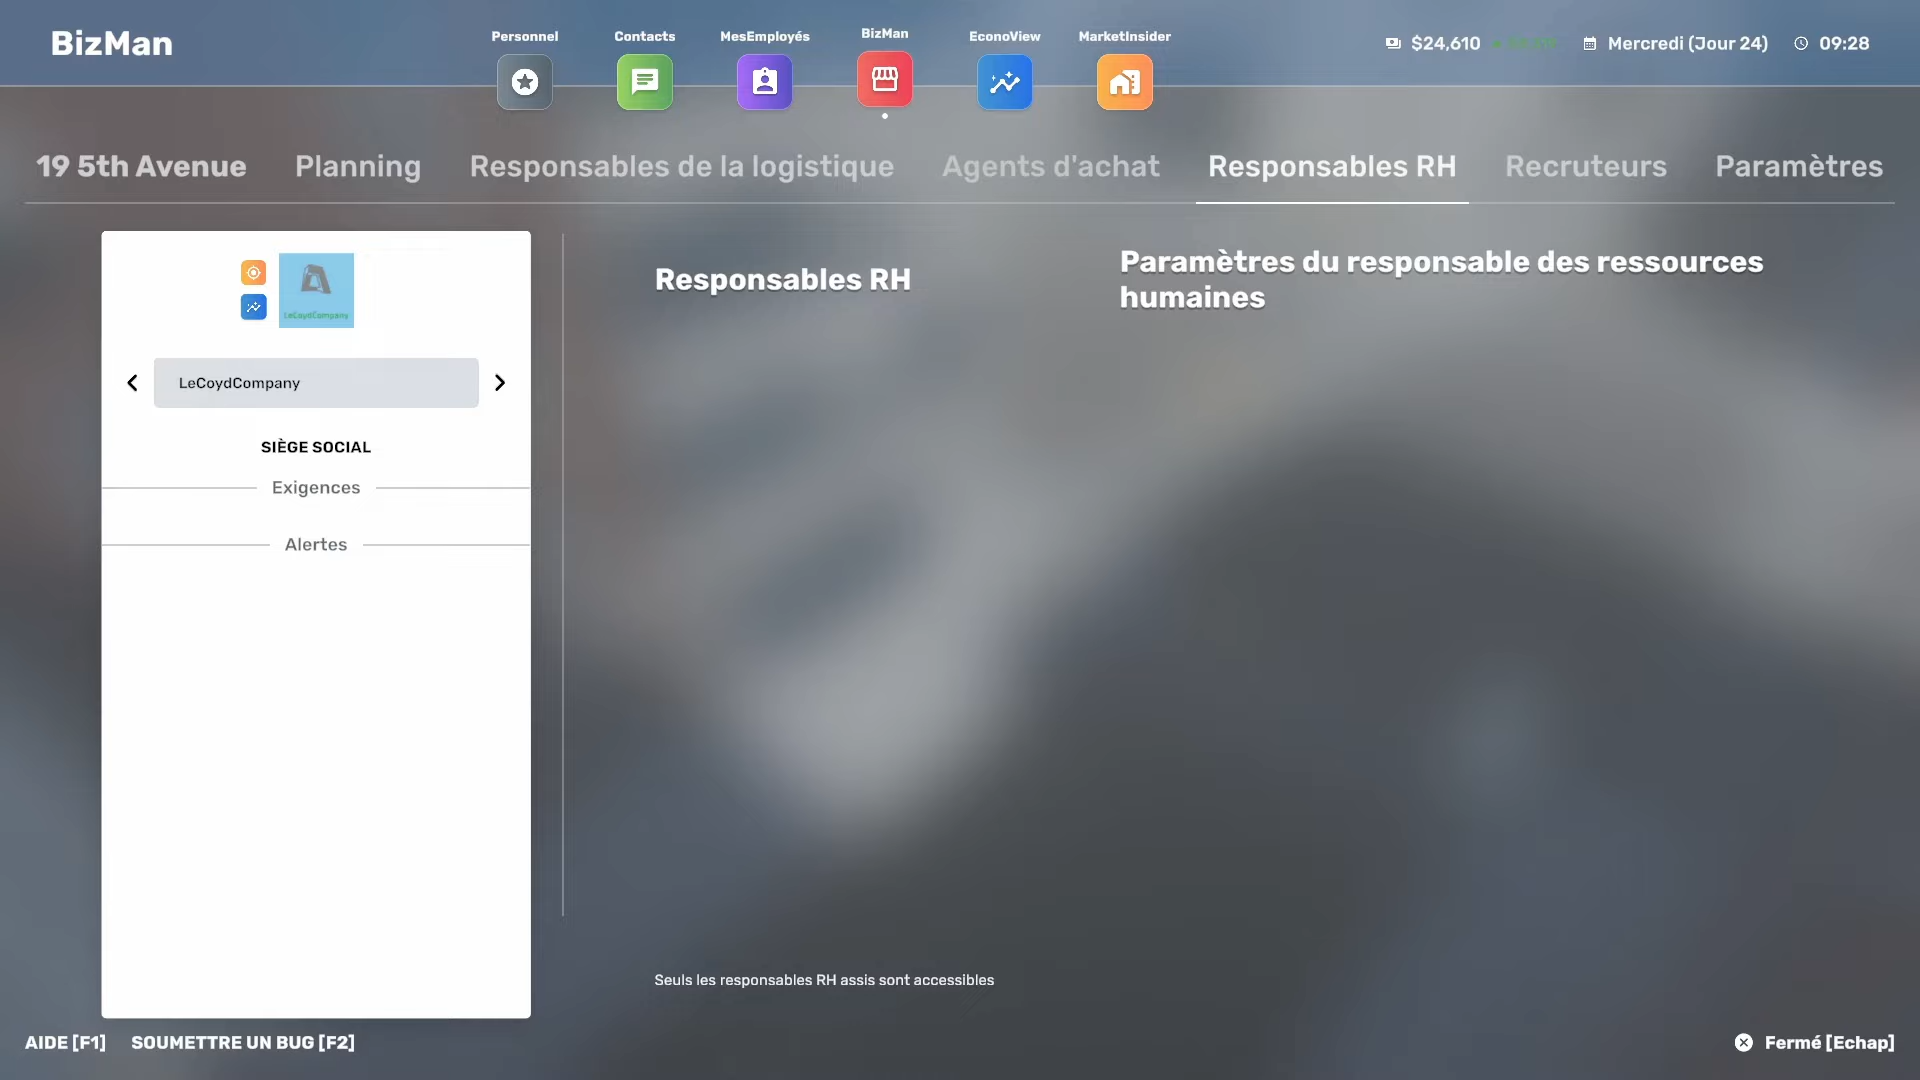 BizMan
Personnel
Contacts
MesEmployés
BizMan
EconoView
MarketInsider
$24,610
Mercredi (Jour 24)
09:28
19 5th Avenue
Planning
Responsables de la logistique
Agents d'achat
Responsables RH
Recruteurs
Paramètres
LeCoydCompany
LeCoydCompany
SIÈGE SOCIAL
Exigences
Alertes
Responsables RH
Paramètres du responsable des ressources
humaines
Seuls les responsables RH assis sont accessibles
AIDE [F1]
SOUMETTRE UN BUG [F2]
Fermé [Echap]